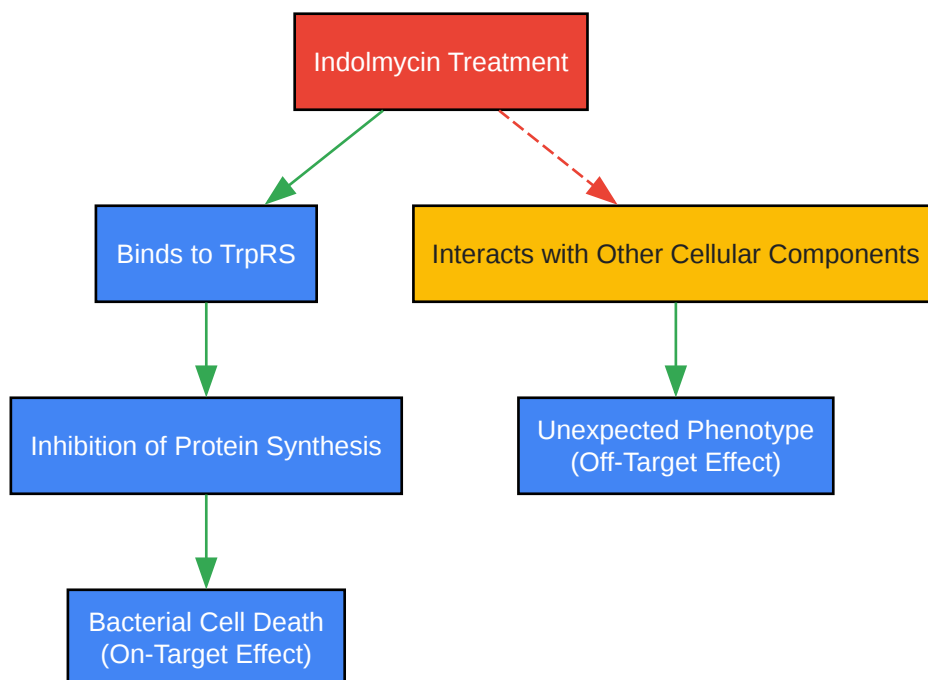 Indolmycin Treatment
Binds to TrpRS
Interacts with Other Cellular Components
Inhibition of Protein Synthesis
Unexpected Phenotype
(Off-Target Effect)
Bacterial Cell Death
(On-Target Effect)